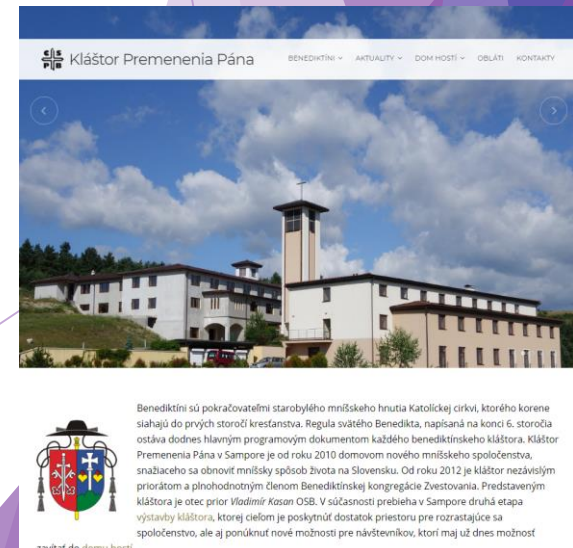 C S
P B
Kláštor Premenenia Pána
BENEDIKTÍNI
AKTUALITY
DOM HOSTÍ
OBLÁTI
KONTAKTY
Benediktíni sú pokračovateľmi starobylého mníšskeho hnutia Katolíckej cirkvi, ktorého korene
siahajú do prvých storočí kresťanstva. Regula svätého Benedikta, napísaná na konci 6. storočia
ostáva dodnes hlavným programovým dokumentom každého benediktínskeho kláštora. Kláštor
Premenenia Pána v Sampore je od roku 2010 domovom nového mníšskeho spoločenstva,
snažiaceho sa obnoviť mníšsky spôsob života na Slovensku. Od roku 2012 je kláštor nezávislým
priorátom a plnohodnotným členom Benediktínskej kongregácie Zvestovania. Predstaveným
kláštora je otec prior Vladimír Kasan OSB. V súčasnosti prebieha v Sampore druhá etapa
výstavby kláštora, ktorej cieľom je poskytnúť dostatok priestoru pre rozrastajúce sa
spoločenstvo, ale aj ponúknuť nové možnosti pre návštevníkov, ktorí maj už dnes možnosť
zavítať do domu hostí